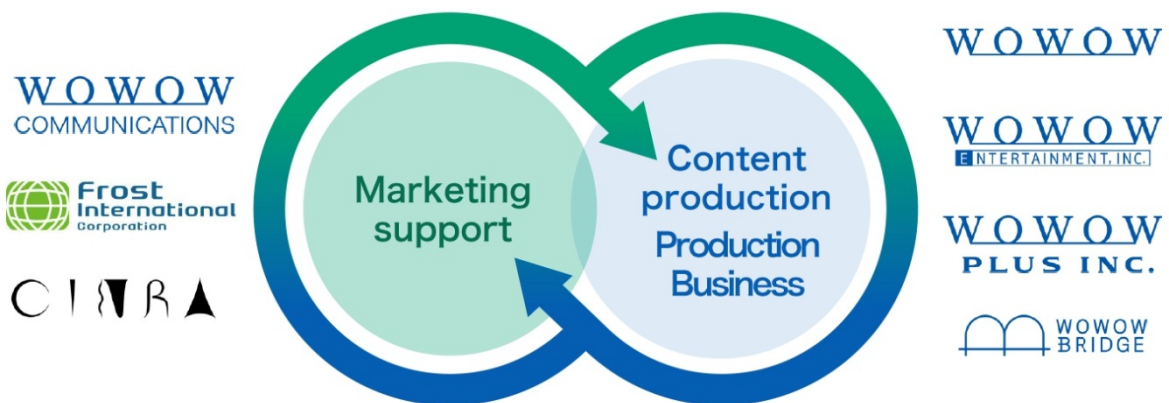 WOWOW
COMMUNICATIONS
Frost
International
Corporation
CINRA
Marketing
support
Content
production
Production
Business
WOWOW
WOWOW
ENTERTAINMENT, INC.
WOWOW
PLUS INC.
WOWOW
BRIDGE